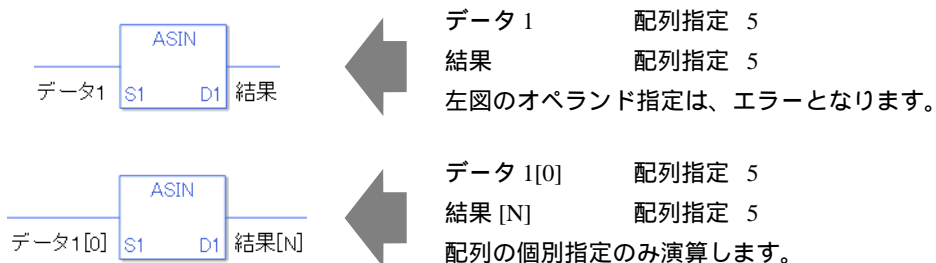 ASIN
データ1 S1 D1 結果
データ 1 配列指定 5
結果 配列指定 5
左図のオペランド指定は、エラーとなります。
ASIN
データ1[0] S1 D1 結果[N]
データ 1[0] 配列指定 5
結果 [N] 配列指定 5
配列の個別指定のみ演算します。